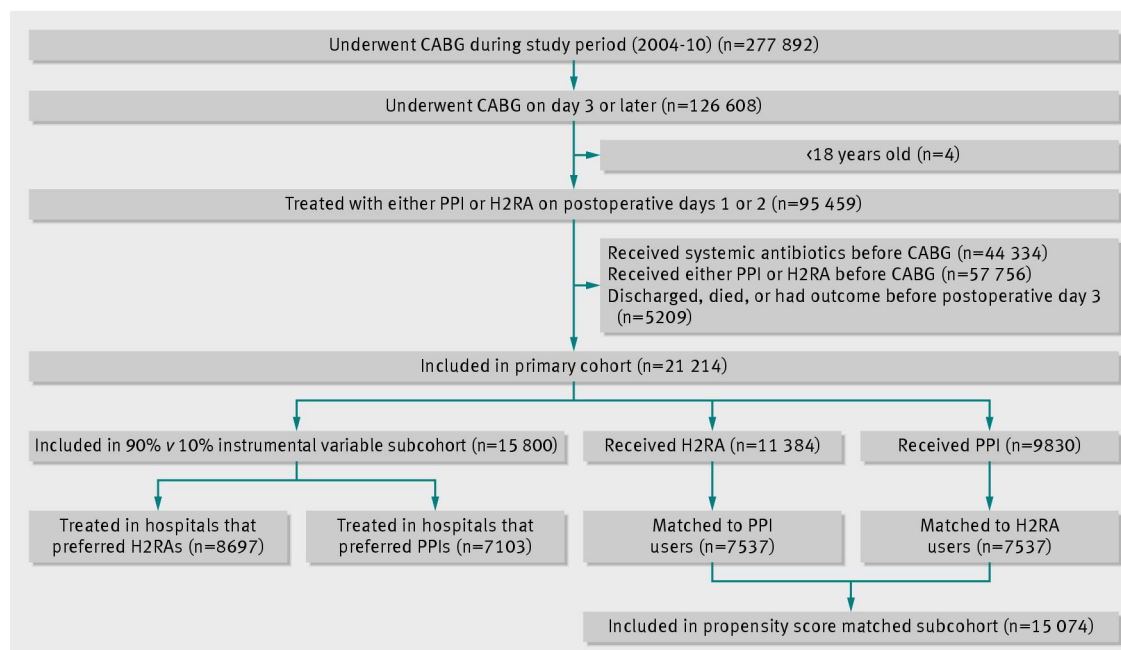 Underwent CABG during study period (2004-10) (n=277 892)
Underwent CABG on day 3 or later (n=126 608)
<18 years old (n=4)
Treated with either PPI or H2RA on postoperative days 1 or 2 (n=95 459)
Received systemic antibiotics before CABG (n=44 334)
Received either PPI or H2RA before CABG (n=57 756)
Discharged, died, or had outcome before postoperative day 3
(n=5209)
Included in primary cohort (n=21 214)
Included in 90% v 10% instrumental variable subcohort (n=15 800)
Received H2RA (n=11 384)
Received PPI (n=9830)
Treated in hospitals that
preferred H2RAs (n=8697)
Treated in hospitals that
preferred PPIs (n=7103)
Matched to PPI
users (n=7537)
Matched to H2RA
users (n=7537)
Included in propensity score matched subcohort (n=15 074)